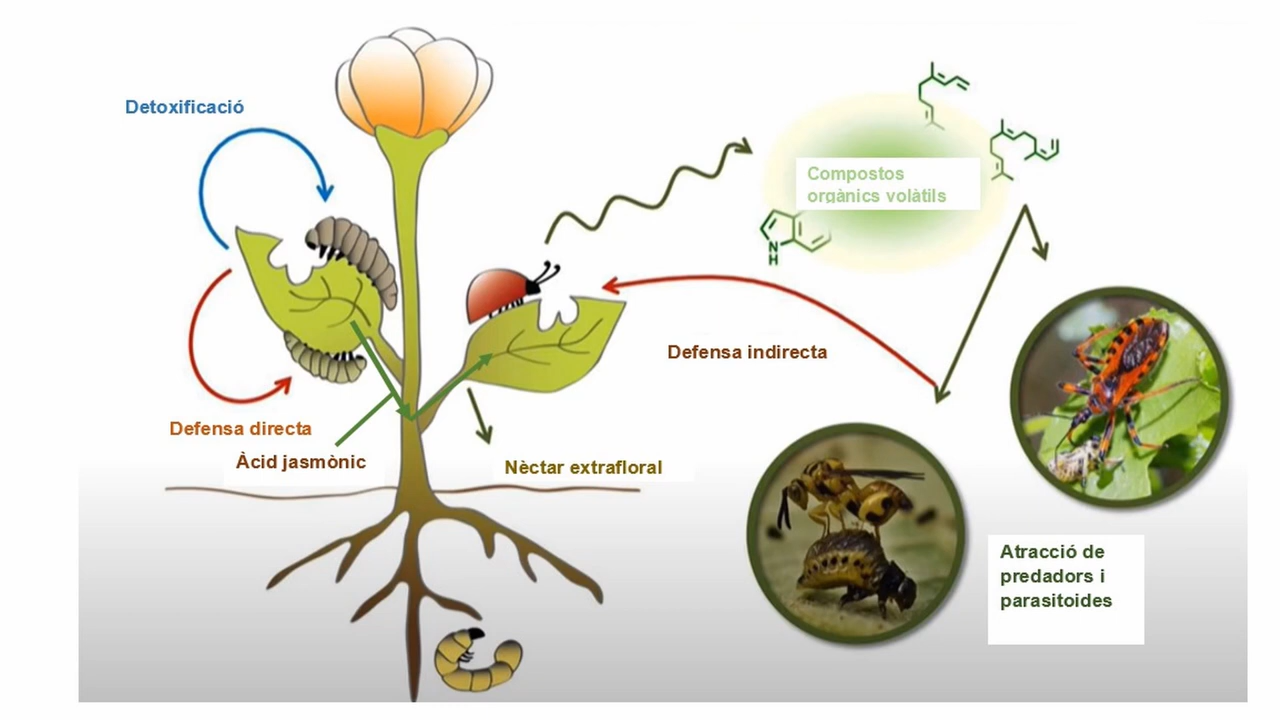 Detoxificació
Compostos
orgànics volàtils
N
H
Defensa indirecta
Defensa directa
Àcid jasmònic
Nèctar extrafloral
Atracció de
predadors i
parasitoides